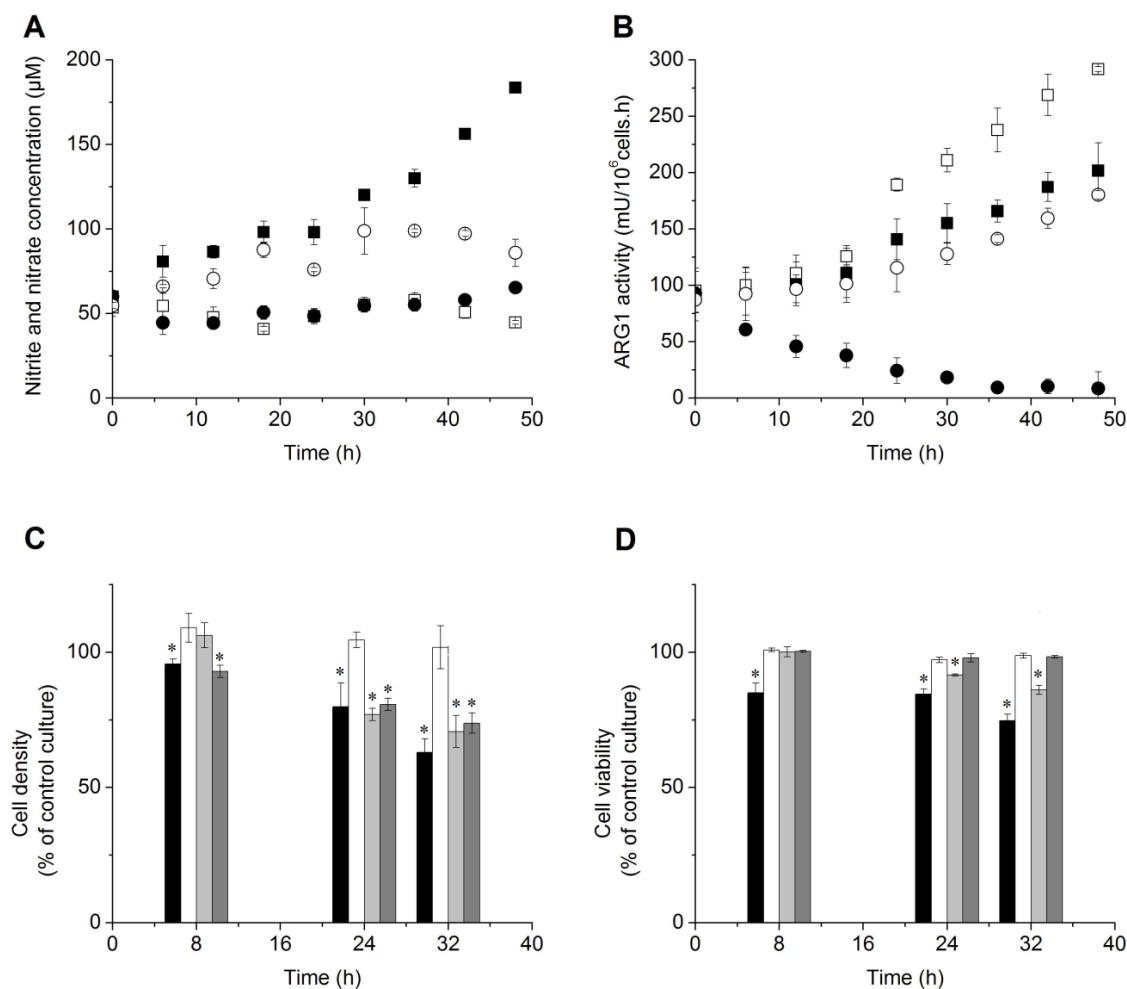 A
Nitrite and nitrate concentration (µM)
200
150
100
50
0
0 10 20 30 40 50
Time (h)
B
ARG1 activity (mU/10⁶cells.h)
300
250
200
150
100
50
0
0 10 20 30 40 50
Time (h)
C
Cell density
(% of control culture)
100
50
0
* * * * * * * *
0 8 16 24 32 40
Time (h)
D
Cell viability
(% of control culture)
100
50
0
* * * * *
0 8 16 24 32 40
Time (h)